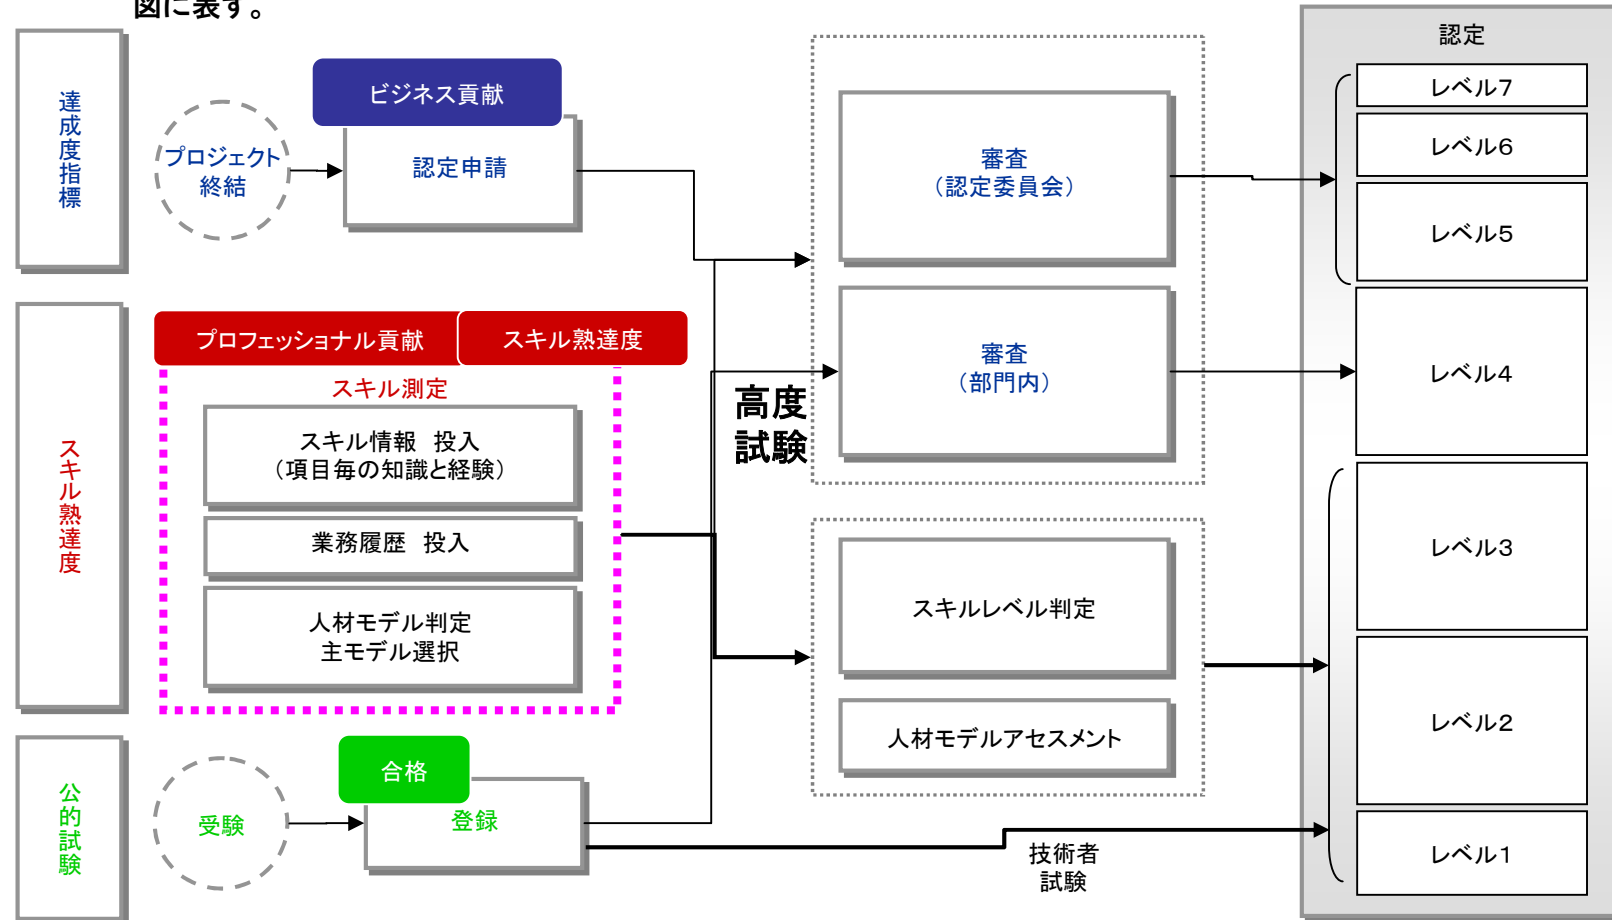 図に表す。
達成度指標
プロジェクト
終結
ビジネス貢献
認定申請
審査
（認定委員会）
審査
（部門内）
認定
レベル7
レベル6
レベル5
レベル4
レベル3
レベル2
レベル1
スキル熟達度
プロフェッショナル貢献
スキル熟達度
スキル測定
スキル情報　投入
（項目毎の知識と経験）
業務履歴　投入
人材モデル判定
主モデル選択
高度
試験
スキルレベル判定
人材モデルアセスメント
公的試験
受験
合格
登録
技術者
試験